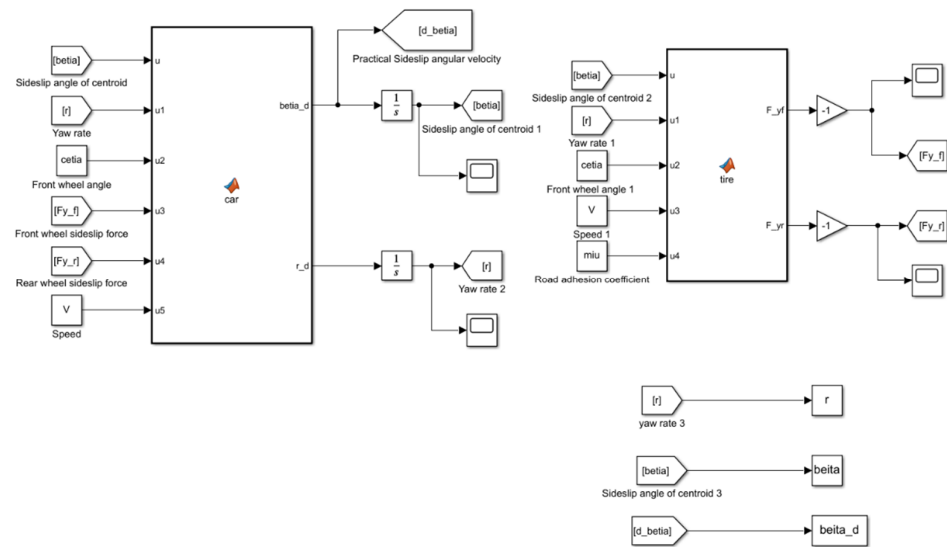 [d_betia]
Practical Sideslip angular velocity
[betia]
Sideslip angle of centroid
u
[r]
Yaw rate
u1
cetia
Front wheel angle
u2
[Fy_f]
Front wheel sideslip force
u3
[Fy_r]
Rear wheel sideslip force
u4
V
Speed
u5
car
betia_d
1
s
[betia]
Sideslip angle of centroid 1
r_d
1
s
[r]
Yaw rate 2
[betia]
Sideslip angle of centroid 2
u
[r]
Yaw rate 1
u1
cetia
Front wheel angle 1
u2
V
Speed 1
u3
miu
Road adhesion coefficient
u4
tire
F_yf
-1
[Fy_f]
F_yr
-1
[Fy_r]
[r]
yaw rate 3
r
[betia]
Sideslip angle of centroid 3
beita
[d_betia]
beita_d